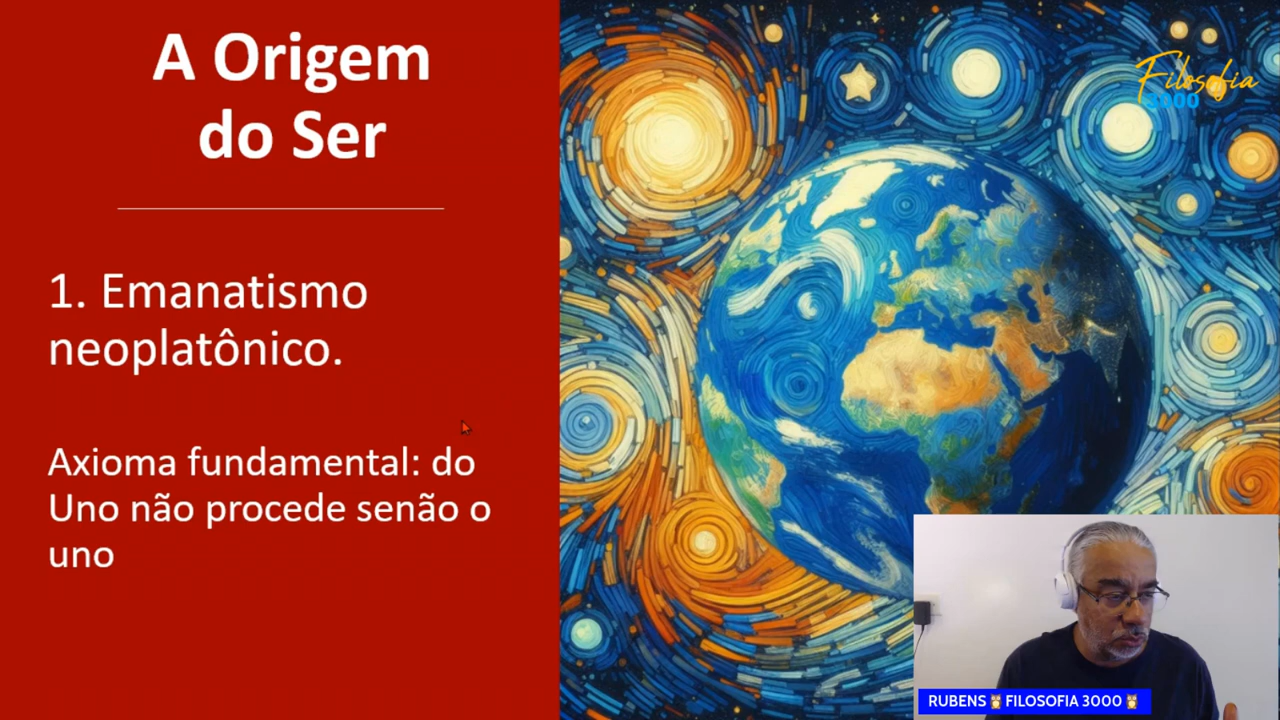 A Origem
do Ser
1. Emanatismo
neoplatônico.
Axioma fundamental: do
Uno não procede senão o
uno
Filosofia
3000
RUBENS🦉FILOSOFIA 3000🦉